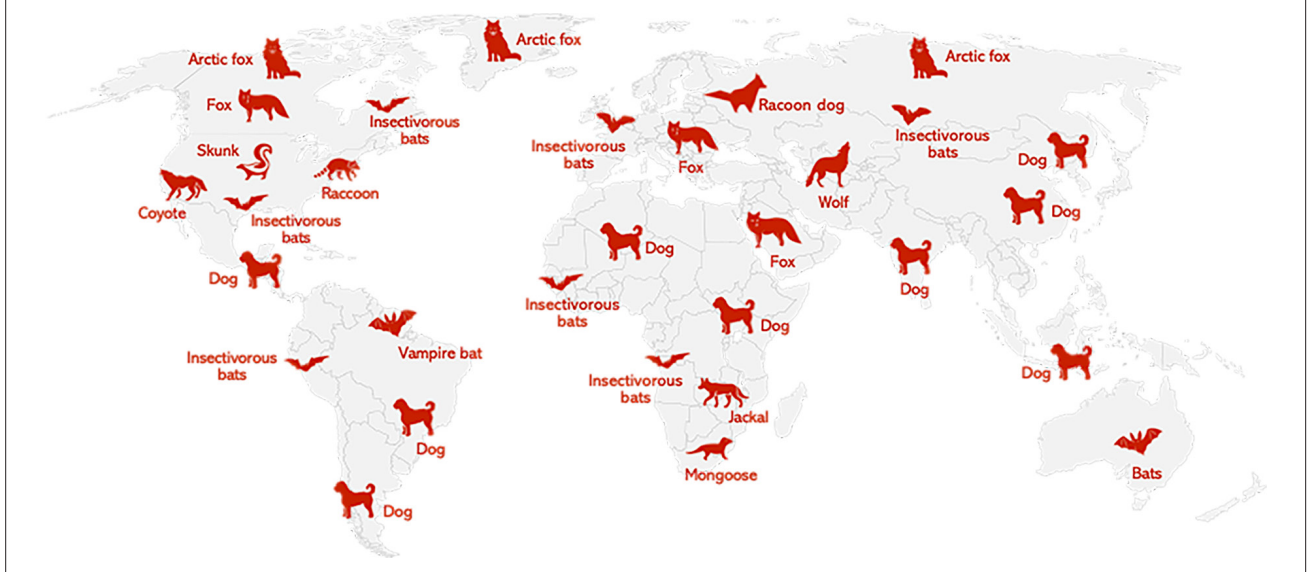 Arctic fox
Arctic fox
Arctic fox
Fox
Insectivorous
bats
Racoon dog
Insectivorous
bats
Skunk
Raccoon
Insectivorous
bats
Fox
Dog
Coyote
Insectivorous
bats
Wolf
Dog
Dog
Dog
Fox
Dog
Insectivorous
bats
Dog
Vampire bat
Insectivorous
bats
Insectivorous
bats
Dog
Jackal
Dog
Mongoose
Bats
Dog